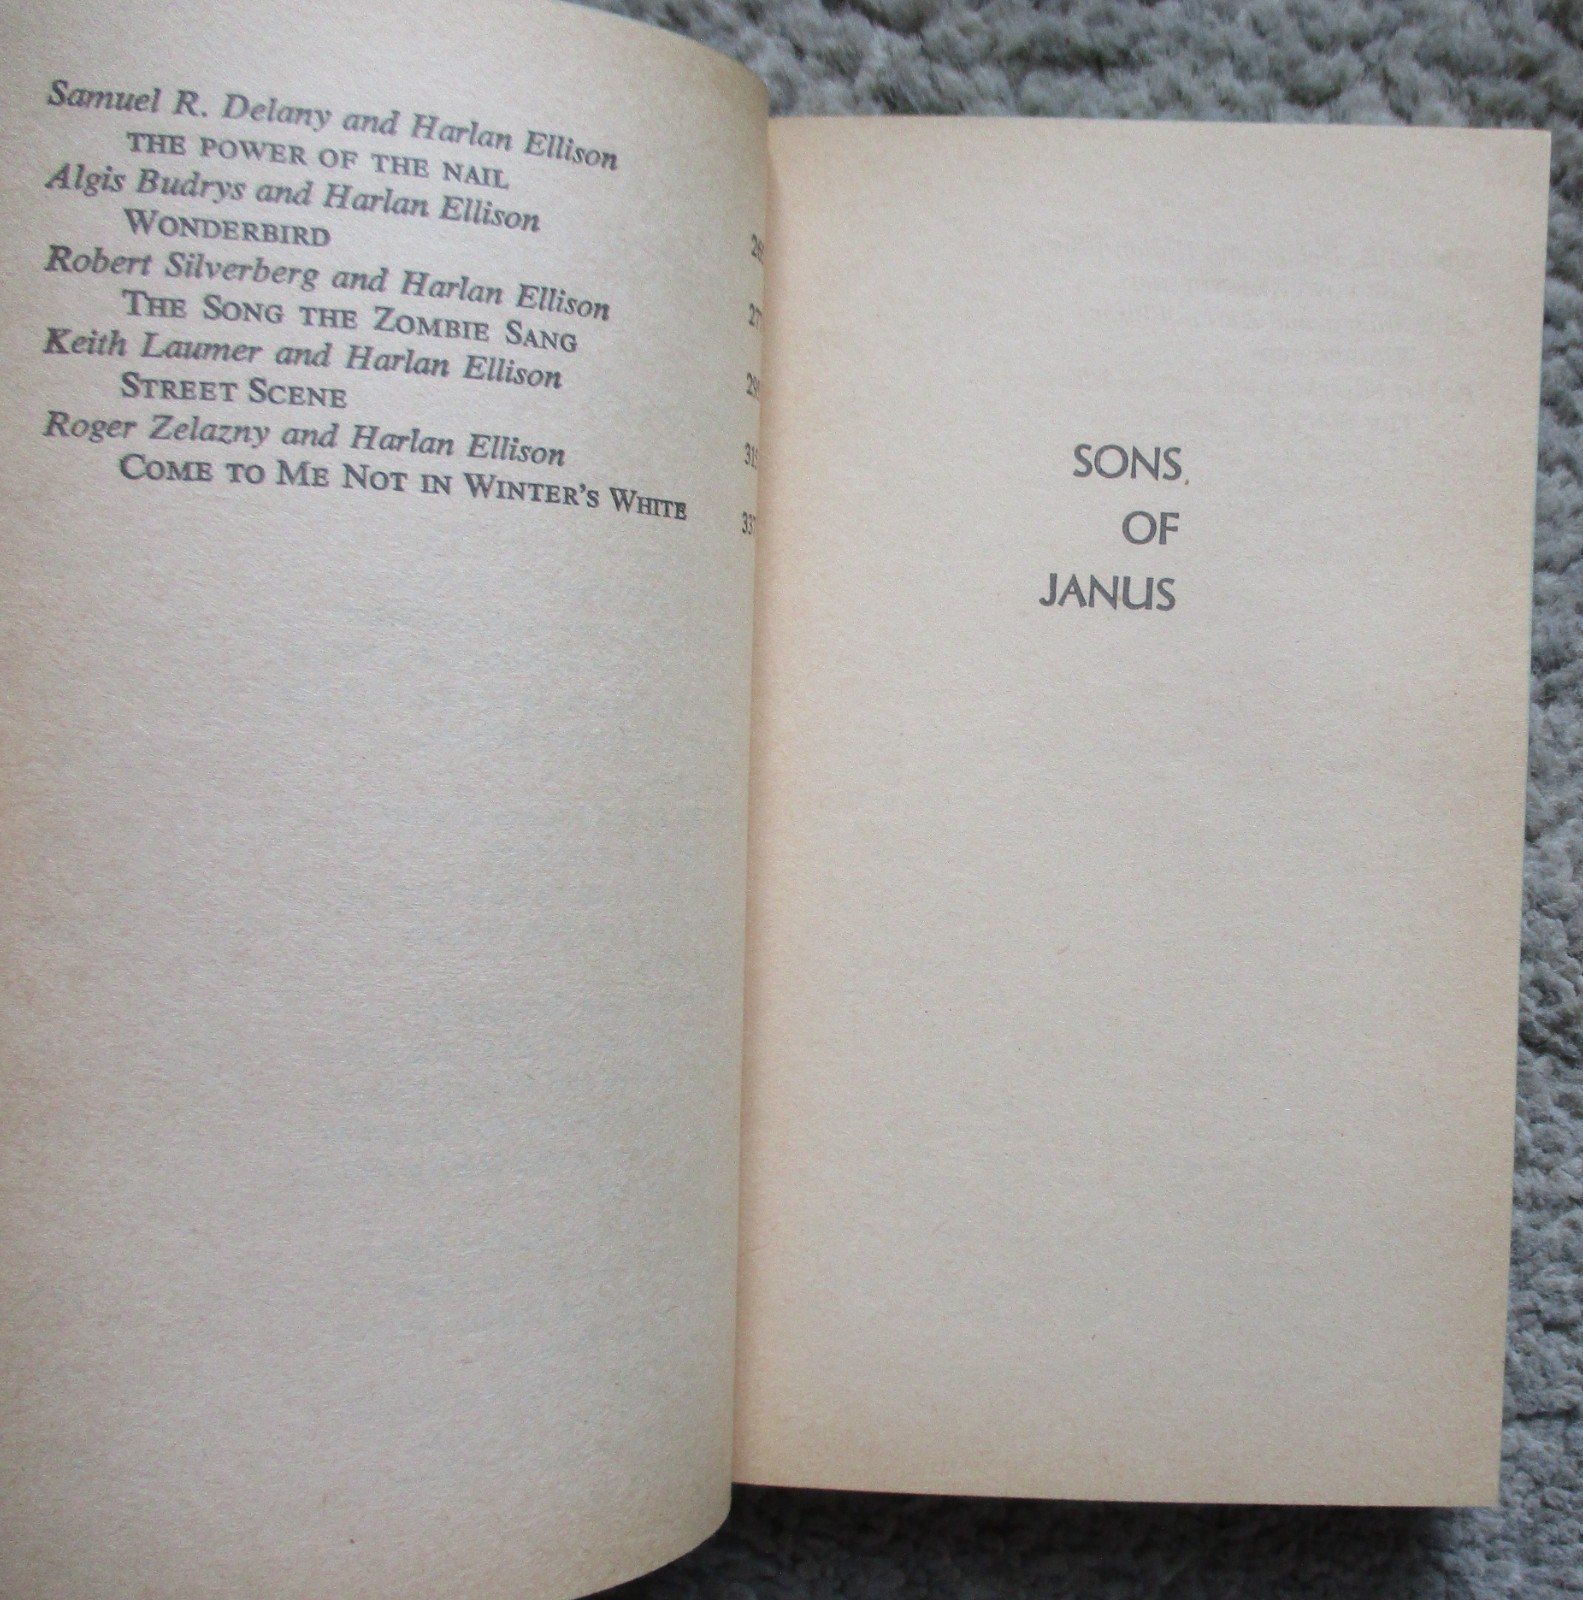 Samuel R. Delany and Harlan Ellison
THE POWER OF THE NAIL
Algis Budrys and Harlan Ellison
WONDERBIRD
Robert Silverberg and Harlan Ellison
THE SONG THE ZOMBIE SANG
Keith Laumer and Harlan Ellison
STREET SCENE
Roger Zelazny and Harlan Ellison
COME TO ME NOT IN WINTER'S WHITE
SONS
OF
JANUS